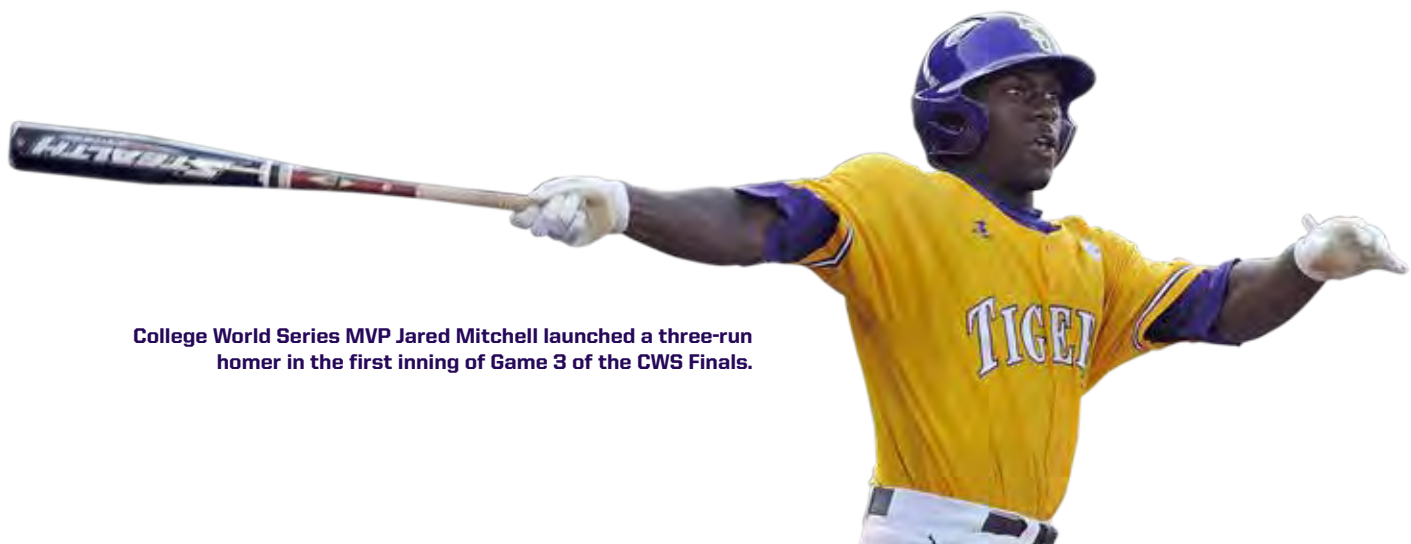 STEALTH
College World Series MVP Jared Mitchell launched a three-run
homer in the first inning of Game 3 of the CWS Finals.
TIGER